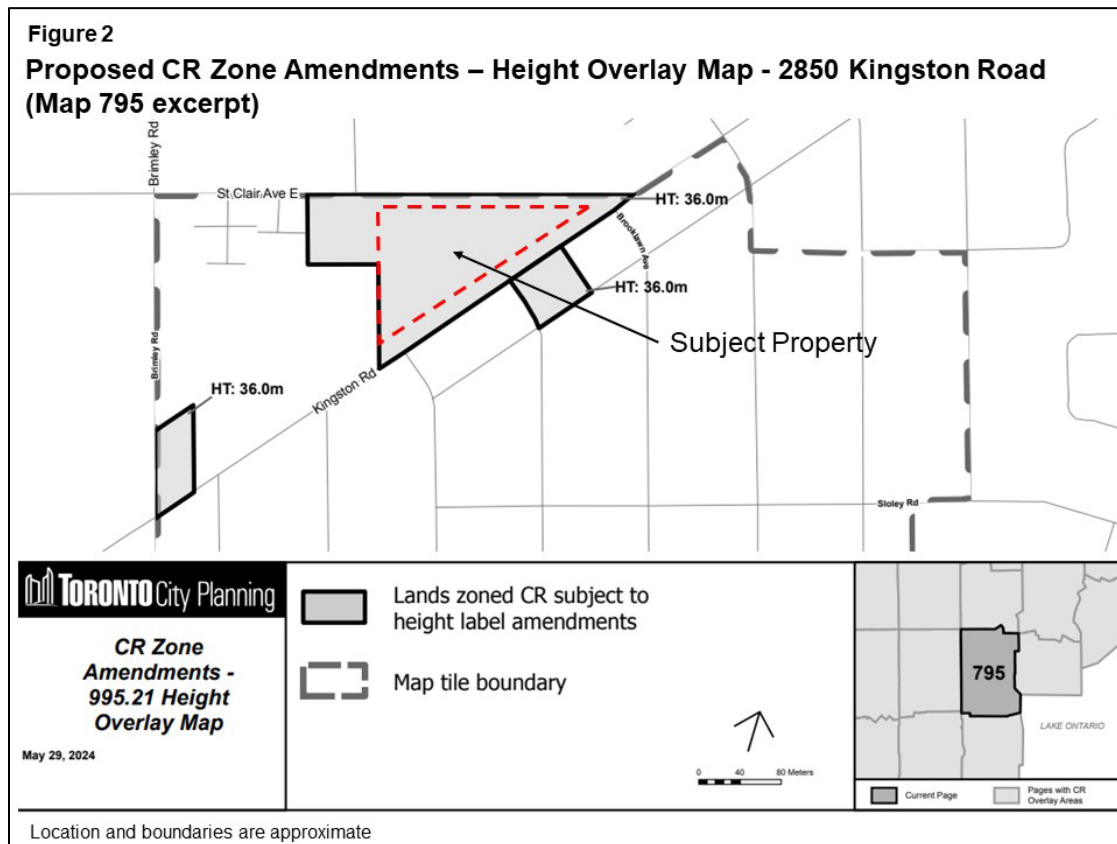 Figure 2
Proposed CR Zone Amendments – Height Overlay Map - 2850 Kingston Road
(Map 795 excerpt)
Brimley Rd
St Clair Ave E
HT: 36.0m
Brooklawn Ave
HT: 36.0m
Subject Property
Brimley Rd
HT: 36.0m
Kingston Rd
Sloley Rd
TORONTO City Planning
CR Zone
Amendments -
995.21 Height
Overlay Map
May 29, 2024
Lands zoned CR subject to
height label amendments
Map tile boundary
0 40 80 Meters
795
LAKE ONTARIO
Current Page
Pages with CR
Overlay Areas
Location and boundaries are approximate